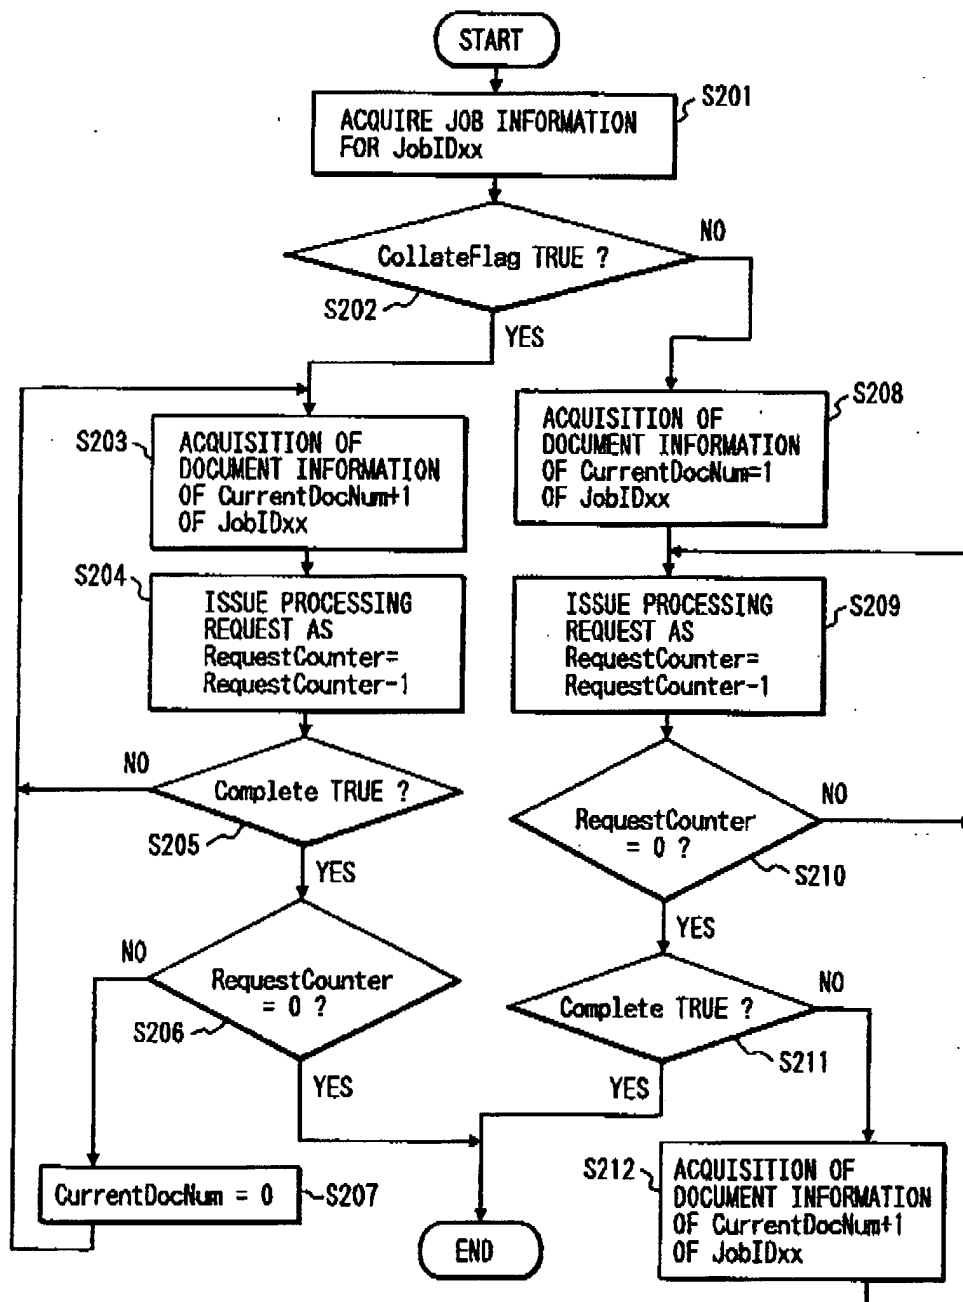 START
S201
ACQUIRE JOB INFORMATION
FOR JobIDxx
CollateFlag TRUE ?
NO
S202
YES
S203
ACQUISITION OF
DOCUMENT INFORMATION
OF CurrentDocNum+1
OF JobIDxx
S208
ACQUISITION OF
DOCUMENT INFORMATION
OF CurrentDocNum=1
OF JobIDxx
S204
ISSUE PROCESSING
REQUEST AS
RequestCounter=
RequestCounter-1
S209
ISSUE PROCESSING
REQUEST AS
RequestCounter=
RequestCounter-1
NO
Complete TRUE ?
S205
YES
NO
RequestCounter
= 0 ?
S210
YES
NO
RequestCounter
= 0 ?
S206
YES
NO
Complete TRUE ?
S211
YES
CurrentDocNum = 0
S207
END
S212
ACQUISITION OF
DOCUMENT INFORMATION
OF CurrentDocNum+1
OF JobIDxx